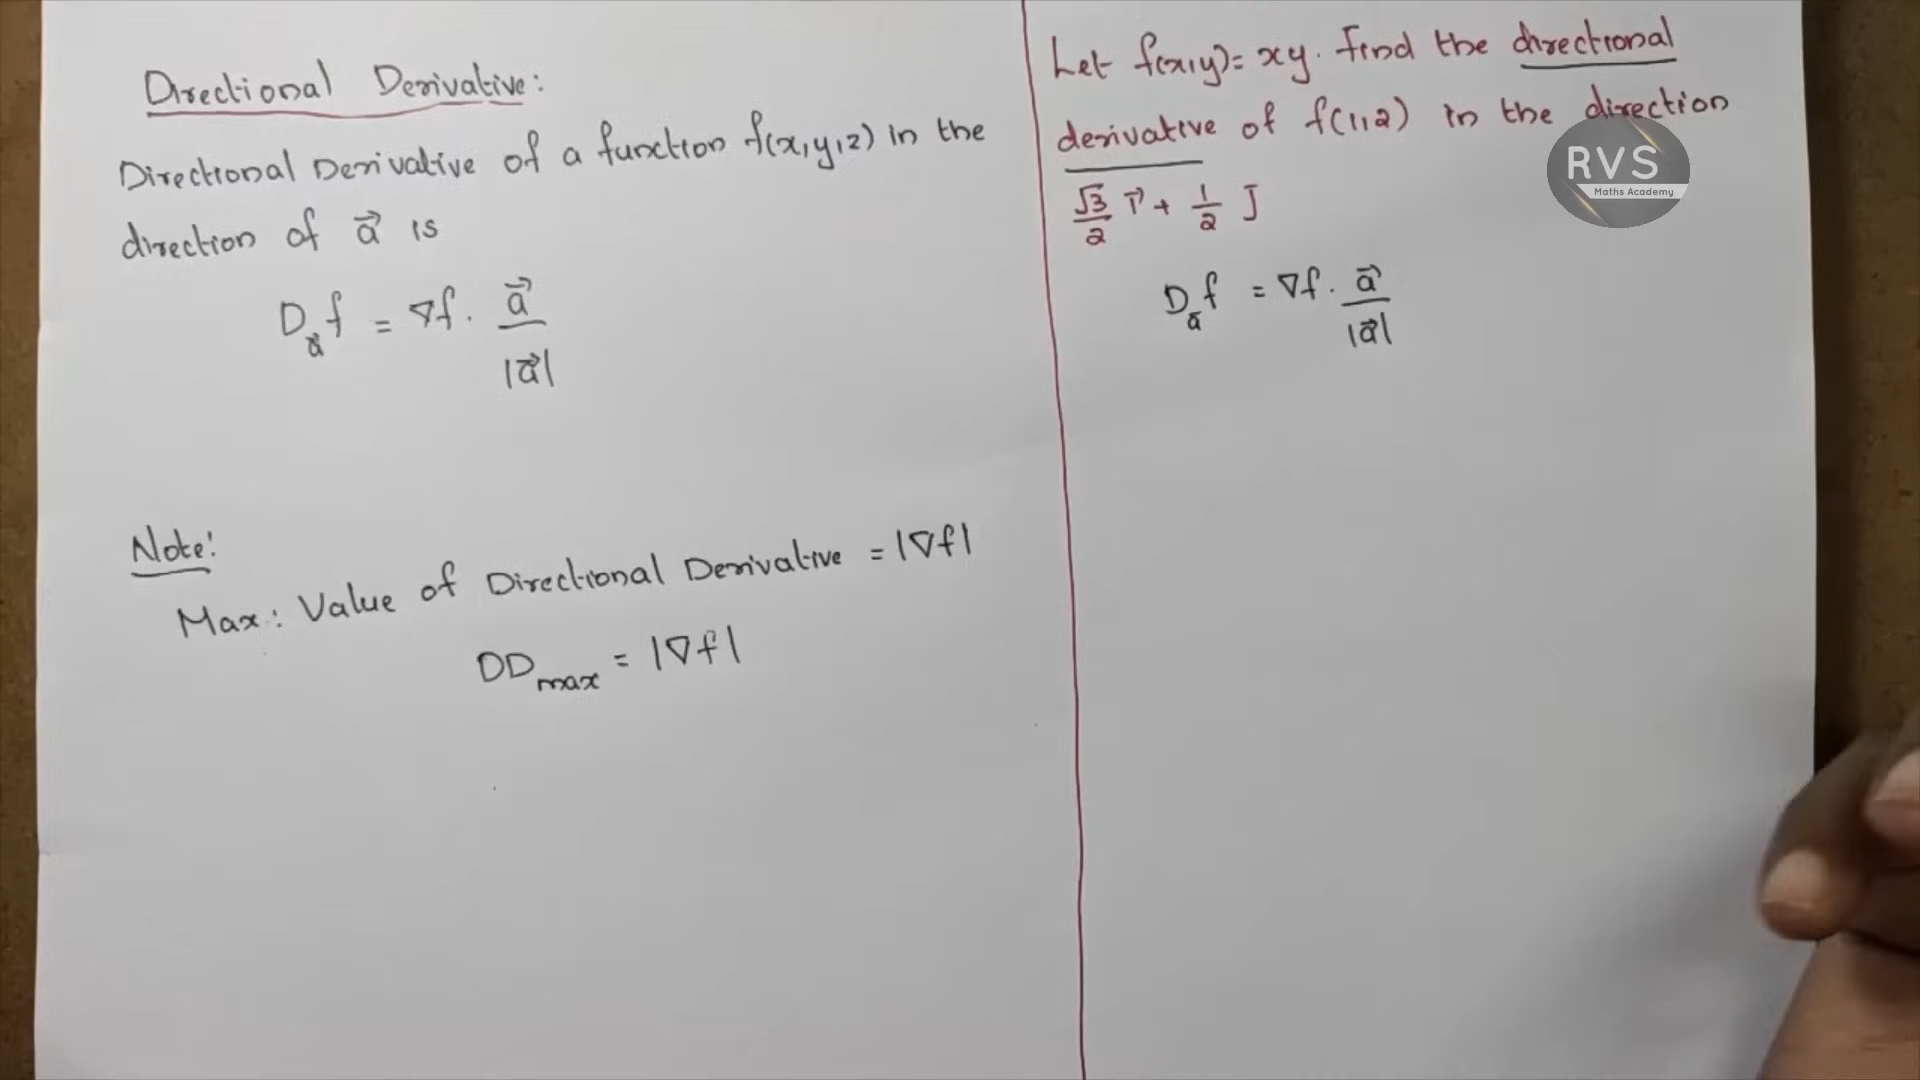 Directional Derivative:
Directional Derivative of a function f(x,y,z) in the
direction of a⃗ is
D_a⃗ f = ∇f · a⃗ / |a⃗|
Note:
Max: Value of Directional Derivative = |∇f|
DD_max = |∇f|
Let f(x,y) = xy. Find the directional
derivative of f(1,2) in the direction
√3/2 i⃗ + 1/2 J
D_a⃗ f = ∇f · a⃗ / |a⃗|
RVS
Maths Academy